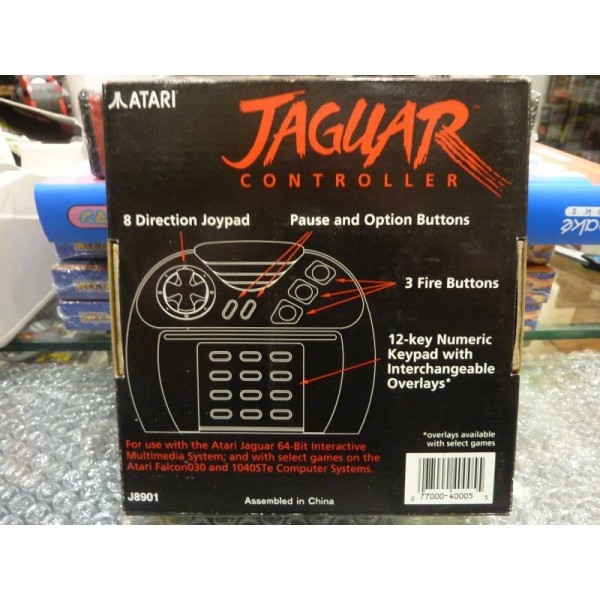 ATARI
JAGUAR™
CONTROLLER
8 Direction Joypad
Pause and Option Buttons
3 Fire Buttons
12-key Numeric
Keypad with
Interchangeable
Overlays*
*overlays available
with select games
For use with the Atari Jaguar 64-Bit Interactive
Multimedia System; and with select games on the
Atari Falcon030 and 1040STe Computer Systems.
J8901
Assembled in China
0 77000-40005 5